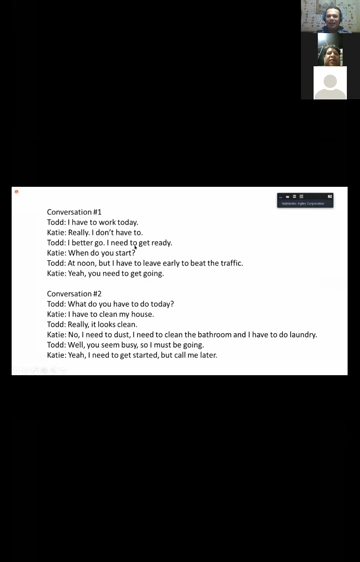 Conversation #1
Todd: I have to work today.
Katie: Really. I don't have to.
Todd: I better go. I need to get ready.
Katie: When do you start?
Todd: At noon, but I have to leave early to beat the traffic.
Katie: Yeah, you need to get going.
Conversation #2
Todd: What do you have to do today?
Katie: I have to clean my house.
Todd: Really, it looks clean.
Katie: No, I need to dust, I need to clean the bathroom and I have to do laundry.
Todd: Well, you seem busy, so I must be going.
Katie: Yeah, I need to get started, but call me later.